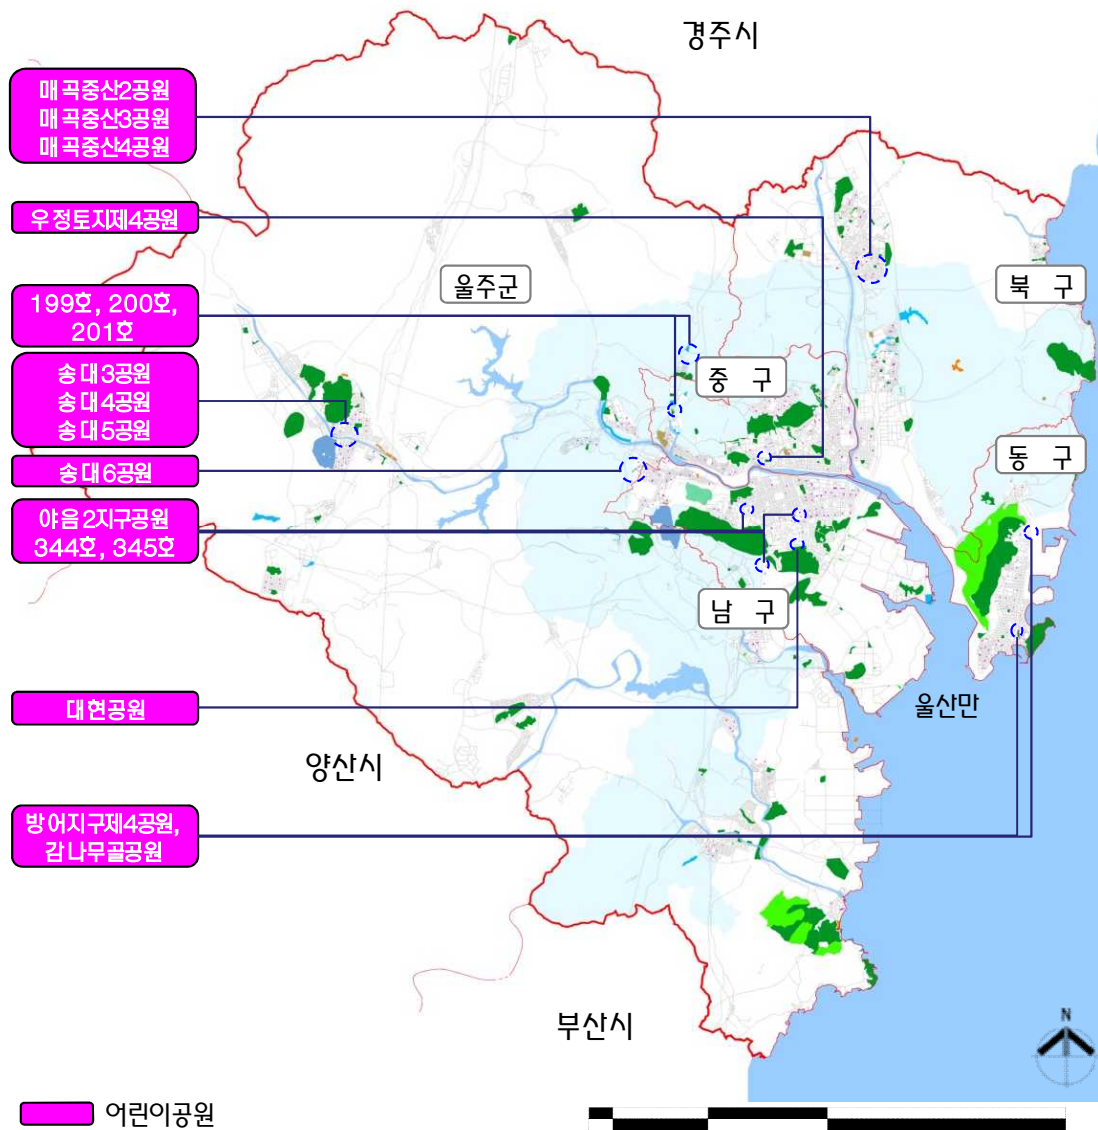 경주시
매곡중산2공원
매곡중산3공원
매곡중산4공원
우정토지제4공원
울주군
북 구
199호, 200호,
201호
중 구
송대3공원
송대4공원
송대5공원
동 구
송대6공원
야음2지구공원
344호, 345호
남 구
대현공원
울산만
양산시
방어지구제4공원,
감나무골공원
부산시
N
어린이공원